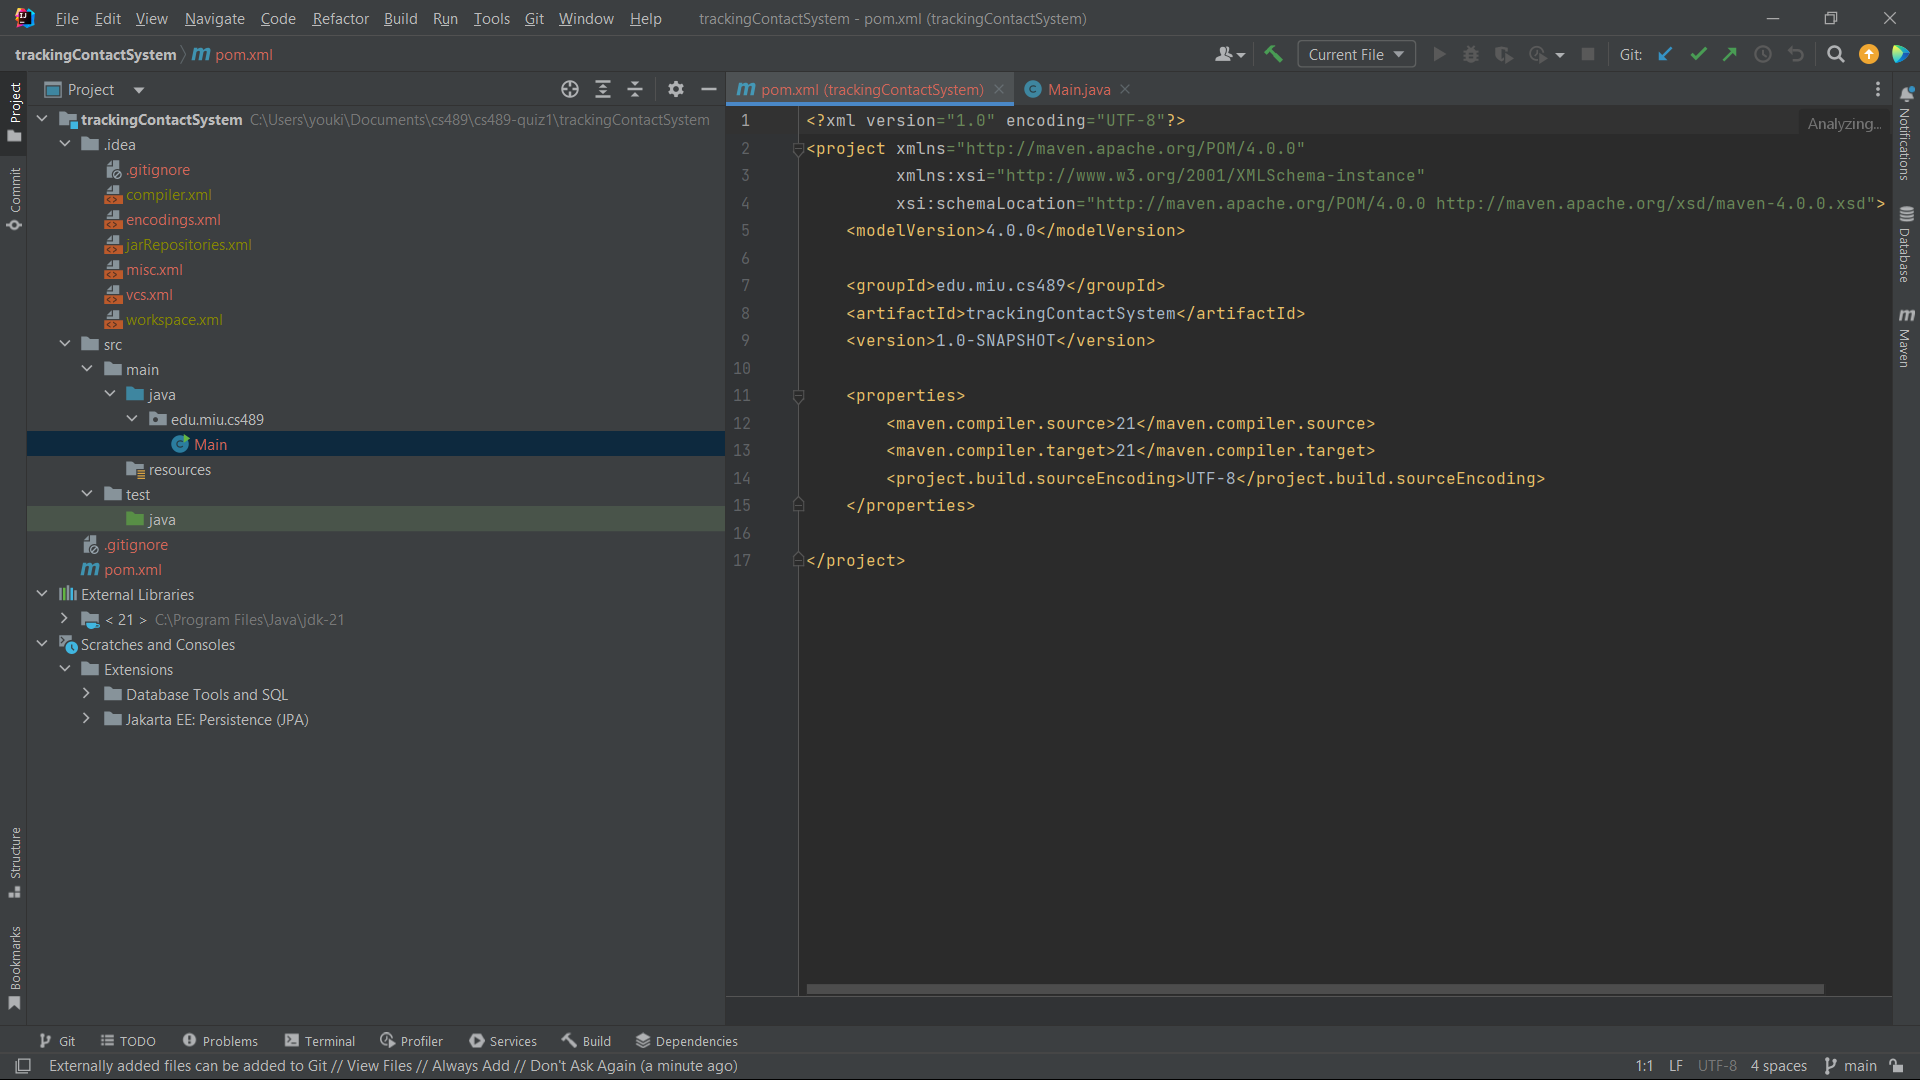 File Edit View Navigate Code Refactor Build Run Tools Git Window Help trackingContactSystem - pom.xml (trackingContactSystem)
trackingContactSystem m pom.xml Current File Git:
Project
pom.xml (trackingContactSystem) Main.java
Project
Commit
Structure
Bookmarks
trackingContactSystem C:\Users\youki\Documents\cs489\cs489-quiz1\trackingContactSystem
.idea
.gitignore
compiler.xml
encodings.xml
jarRepositories.xml
misc.xml
vcs.xml
workspace.xml
src
main
java
edu.miu.cs489
Main
resources
test
java
.gitignore
pom.xml
External Libraries
< 21 > C:\Program Files\Java\jdk-21
Scratches and Consoles
Extensions
Database Tools and SQL
Jakarta EE: Persistence (JPA)
Analyzing...
1 <?xml version="1.0" encoding="UTF-8"?>
2 <project xmlns="http://maven.apache.org/POM/4.0.0"
3 xmlns:xsi="http://www.w3.org/2001/XMLSchema-instance"
4 xsi:schemaLocation="http://maven.apache.org/POM/4.0.0 http://maven.apache.org/xsd/maven-4.0.0.xsd">
5 <modelVersion>4.0.0</modelVersion>
6
7 <groupId>edu.miu.cs489</groupId>
8 <artifactId>trackingContactSystem</artifactId>
9 <version>1.0-SNAPSHOT</version>
10
11 <properties>
12 <maven.compiler.source>21</maven.compiler.source>
13 <maven.compiler.target>21</maven.compiler.target>
14 <project.build.sourceEncoding>UTF-8</project.build.sourceEncoding>
15 </properties>
16
17 </project>
Notifications
Database
Maven
Git TODO Problems Terminal Profiler Services Build Dependencies
Externally added files can be added to Git // View Files // Always Add // Don't Ask Again (a minute ago) 1:1 LF UTF-8 4 spaces main